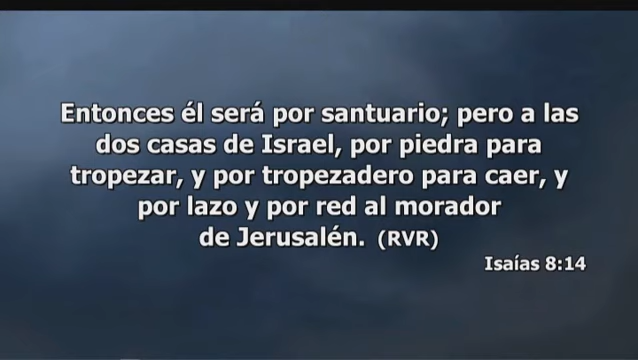 Entonces él será por santuario; pero a las
dos casas de Israel, por piedra para
tropezar, y por tropezadero para caer, y
por lazo y por red al morador
de Jerusalén. (RVR)
Isaías 8:14